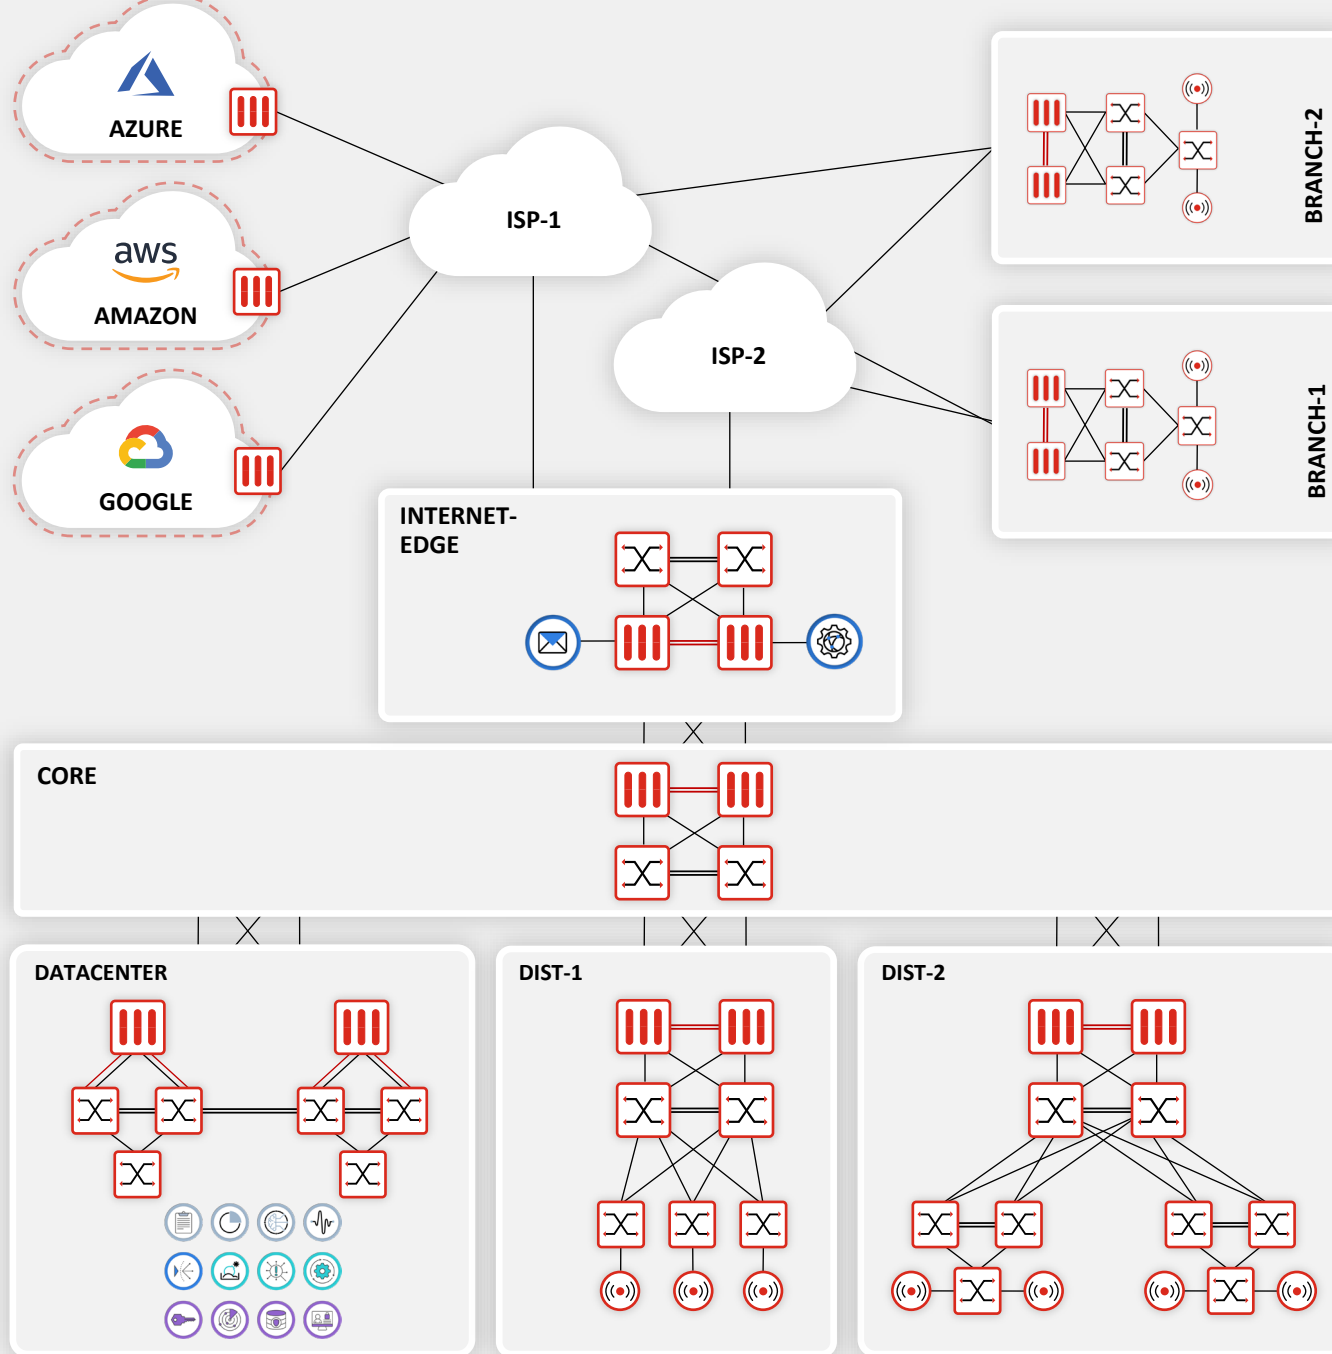 AZURE
aws
AMAZON
GOOGLE
ISP-1
ISP-2
BRANCH-2
BRANCH-1
INTERNET-
EDGE
CORE
DATACENTER
DIST-1
DIST-2